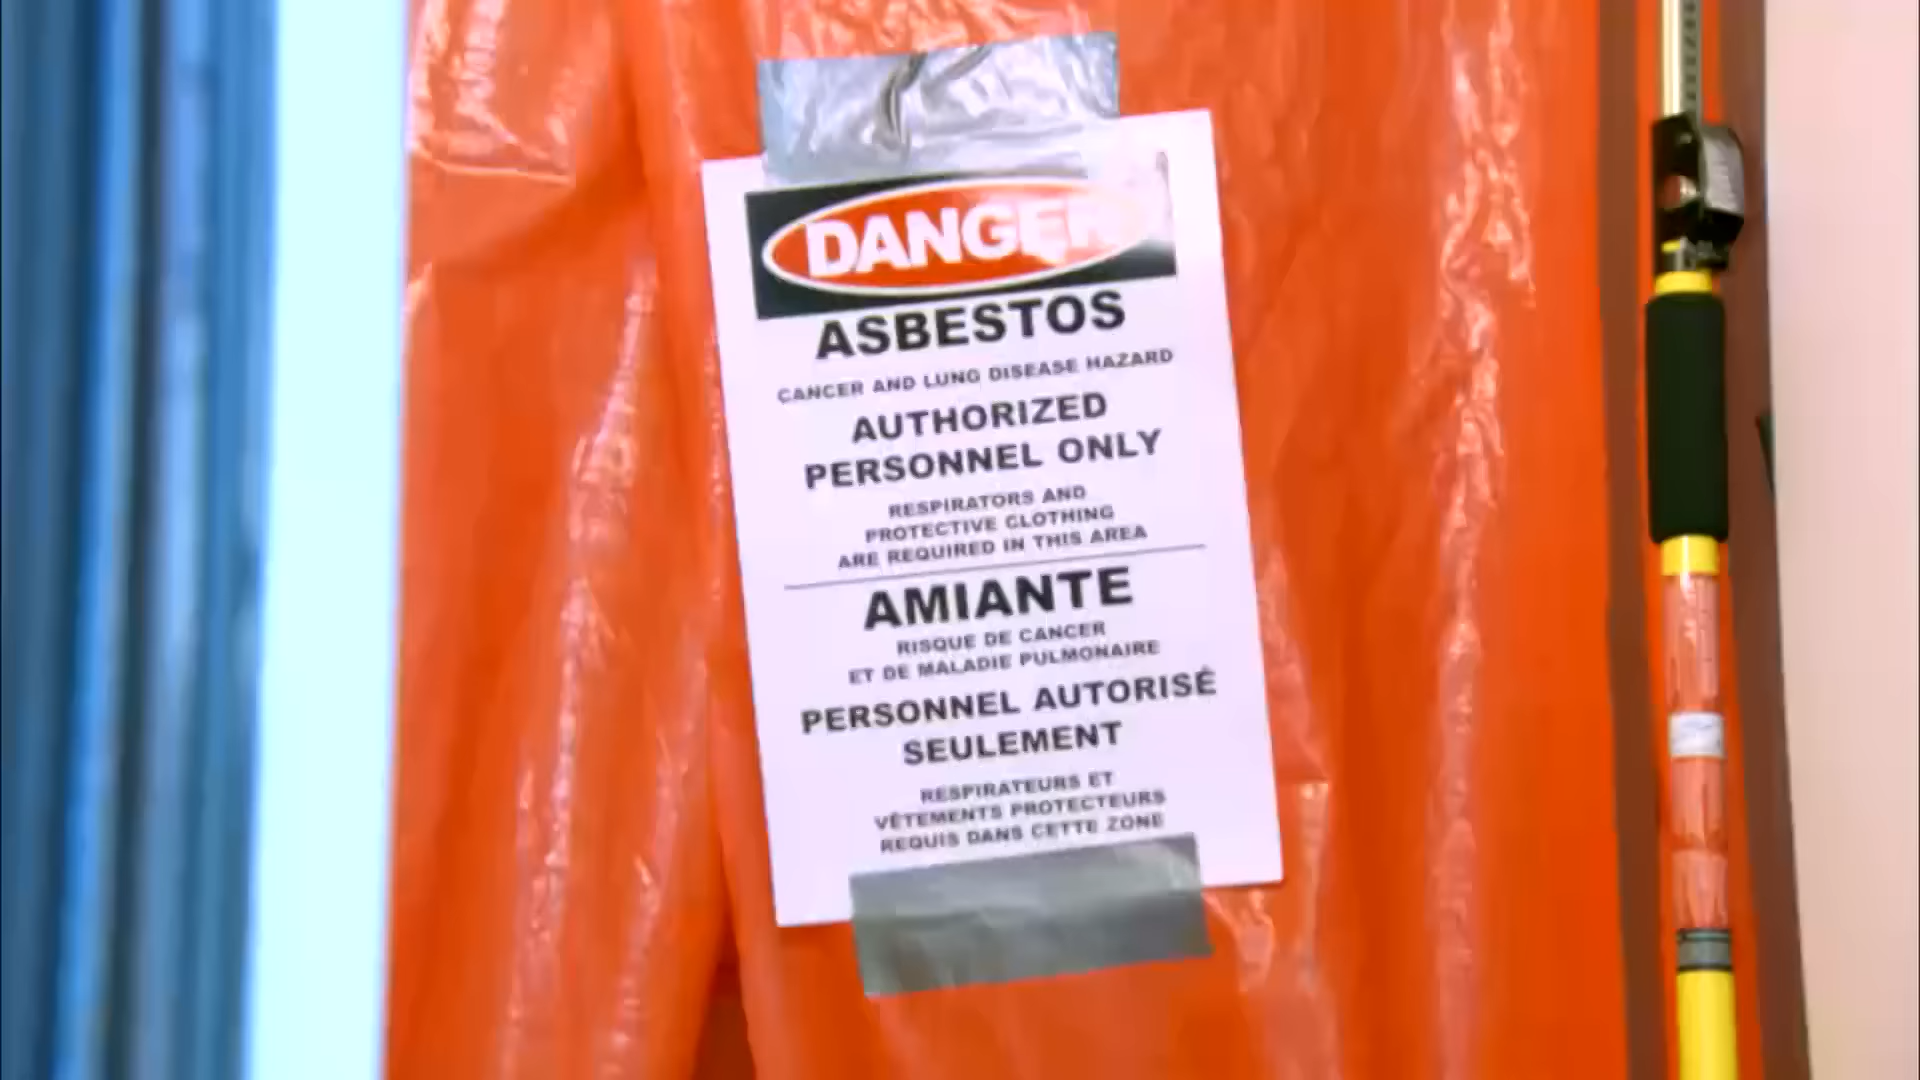 DANGER
ASBESTOS
CANCER AND LUNG DISEASE HAZARD
AUTHORIZED
PERSONNEL ONLY
RESPIRATORS AND
PROTECTIVE CLOTHING
ARE REQUIRED IN THIS AREA
AMIANTE
RISQUE DE CANCER
ET DE MALADIE PULMONAIRE
PERSONNEL AUTORISÉ
SEULEMENT
RESPIRATEURS ET
VÊTEMENTS PROTECTEURS
REQUIS DANS CETTE ZONE